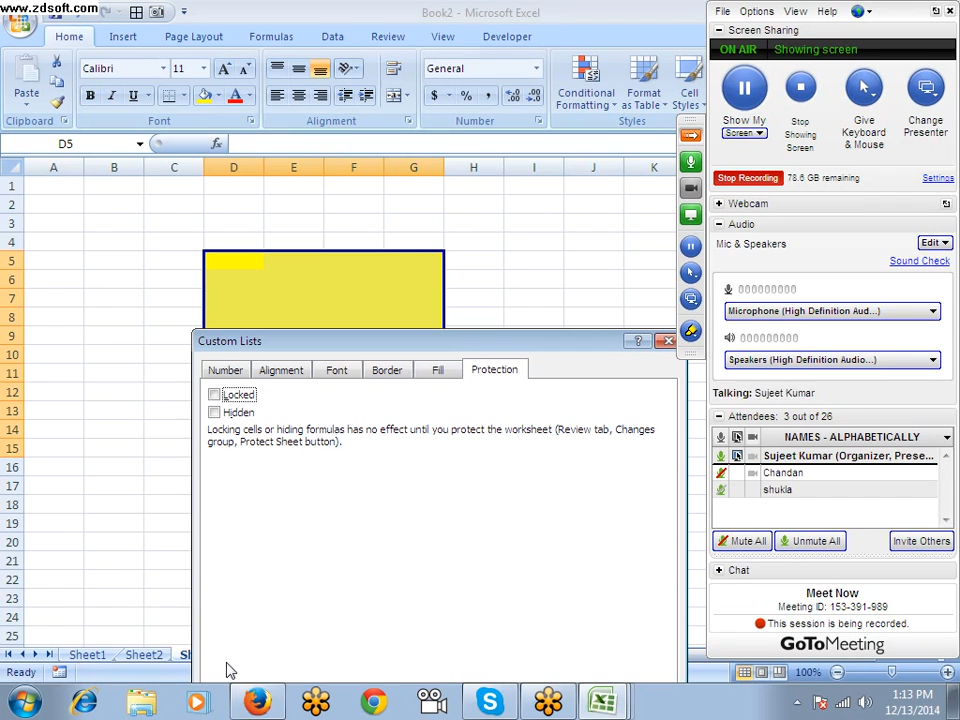 www.zdsoft.com
Book2 - Microsoft Excel
Home Insert Page Layout Formulas Data Review View Developer
Paste
Calibri 11
General
B I U
$ % ,
Conditional Formatting
Format as Table
Cell Styles
Clipboard Font Alignment Number Styles
D5
fx
A B C D E F G H I J K
1
2
3
4
5
6
7
8
9
10
11
12
13
14
15
16
17
18
19
20
21
22
23
24
25
Custom Lists
Number Alignment Font Border Fill Protection
Locked
Hidden
Locking cells or hiding formulas has no effect until you protect the worksheet (Review tab, Changes
group, Protect Sheet button).
Sheet1 Sheet2
Ready
100%
File Options View Help
Screen Sharing
ON AIR Showing screen
Show My
Screen
Stop
Showing
Screen
Give
Keyboard
& Mouse
Change
Presenter
Stop Recording 78.6 GB remaining Settings
Webcam
Audio
Mic & Speakers Edit
Sound Check
Microphone (High Definition Aud...)
Speakers (High Definition Audio...)
Talking: Sujeet Kumar
Attendees: 3 out of 26
NAMES - ALPHABETICALLY
Sujeet Kumar (Organizer, Prese...
Chandan
shukla
Mute All Unmute All Invite Others
Chat
Meet Now
Meeting ID: 153-391-989
This session is being recorded.
GoToMeeting
1:13 PM
12/13/2014